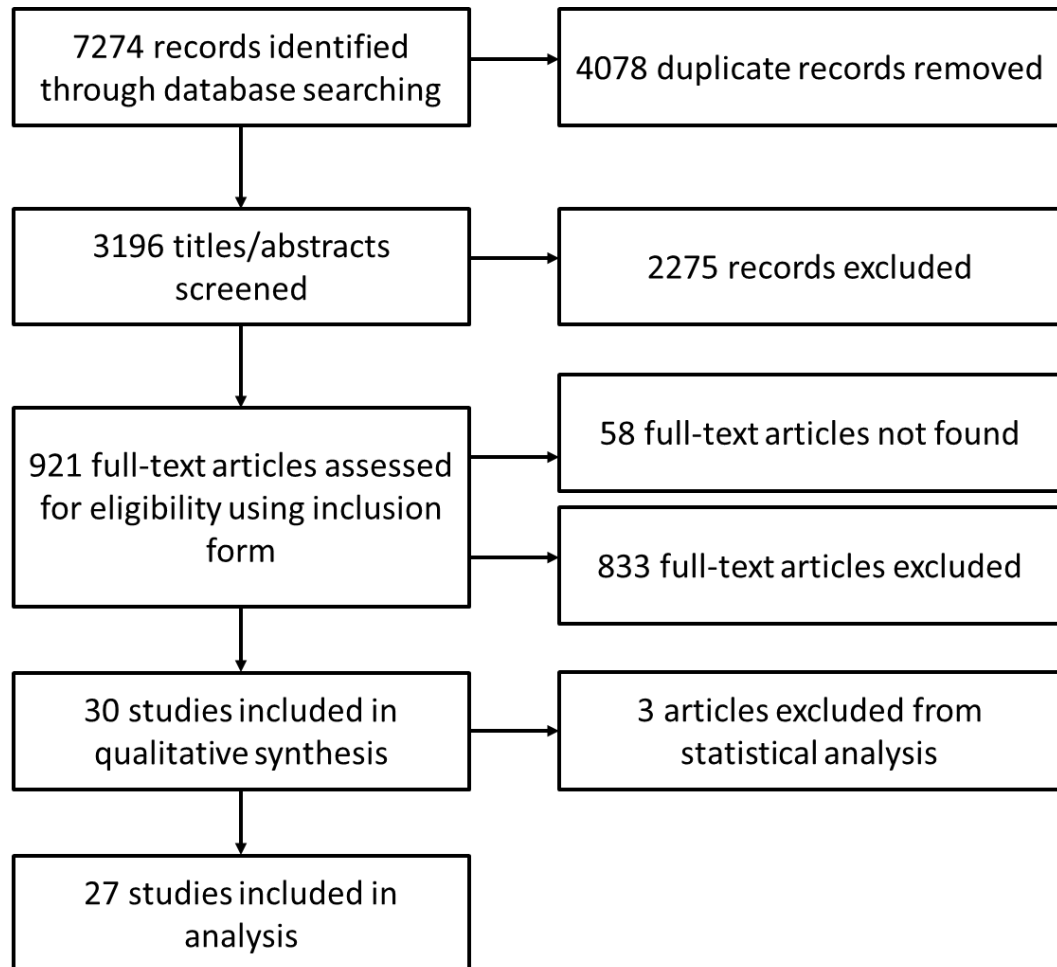 7274 records identified
through database searching
4078 duplicate records removed
3196 titles/abstracts
screened
2275 records excluded
921 full-text articles assessed
for eligibility using inclusion
form
58 full-text articles not found
833 full-text articles excluded
30 studies included in
qualitative synthesis
3 articles excluded from
statistical analysis
27 studies included in
analysis